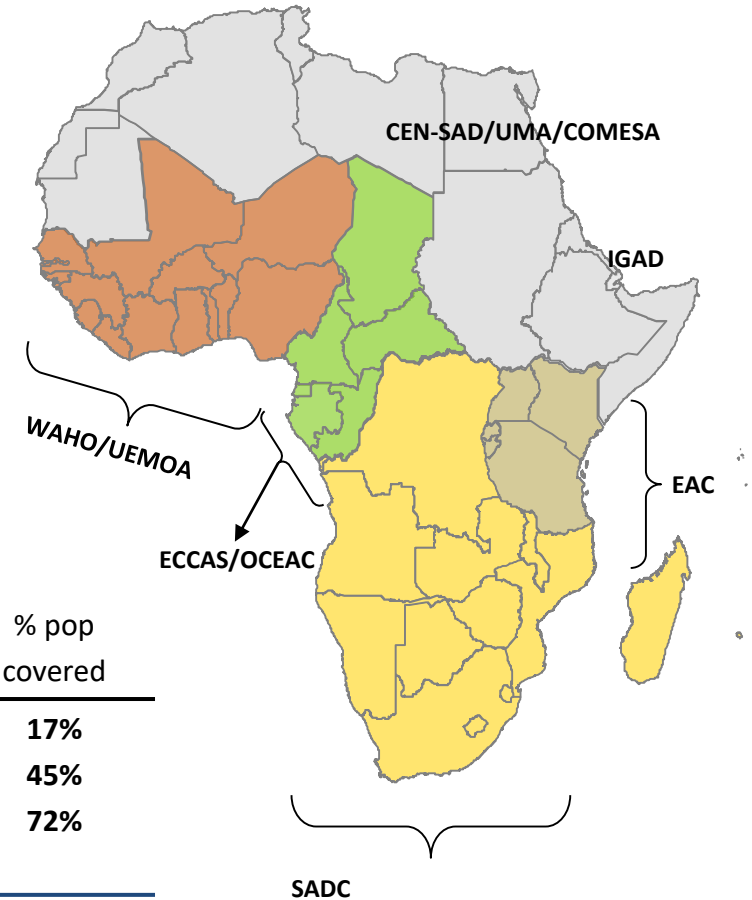 CEN-SAD/UMA/COMESA
IGAD
WAHO/UEMOA
EAC
ECCAS/OCEAC
% pop
covered
17%
45%
72%
SADC